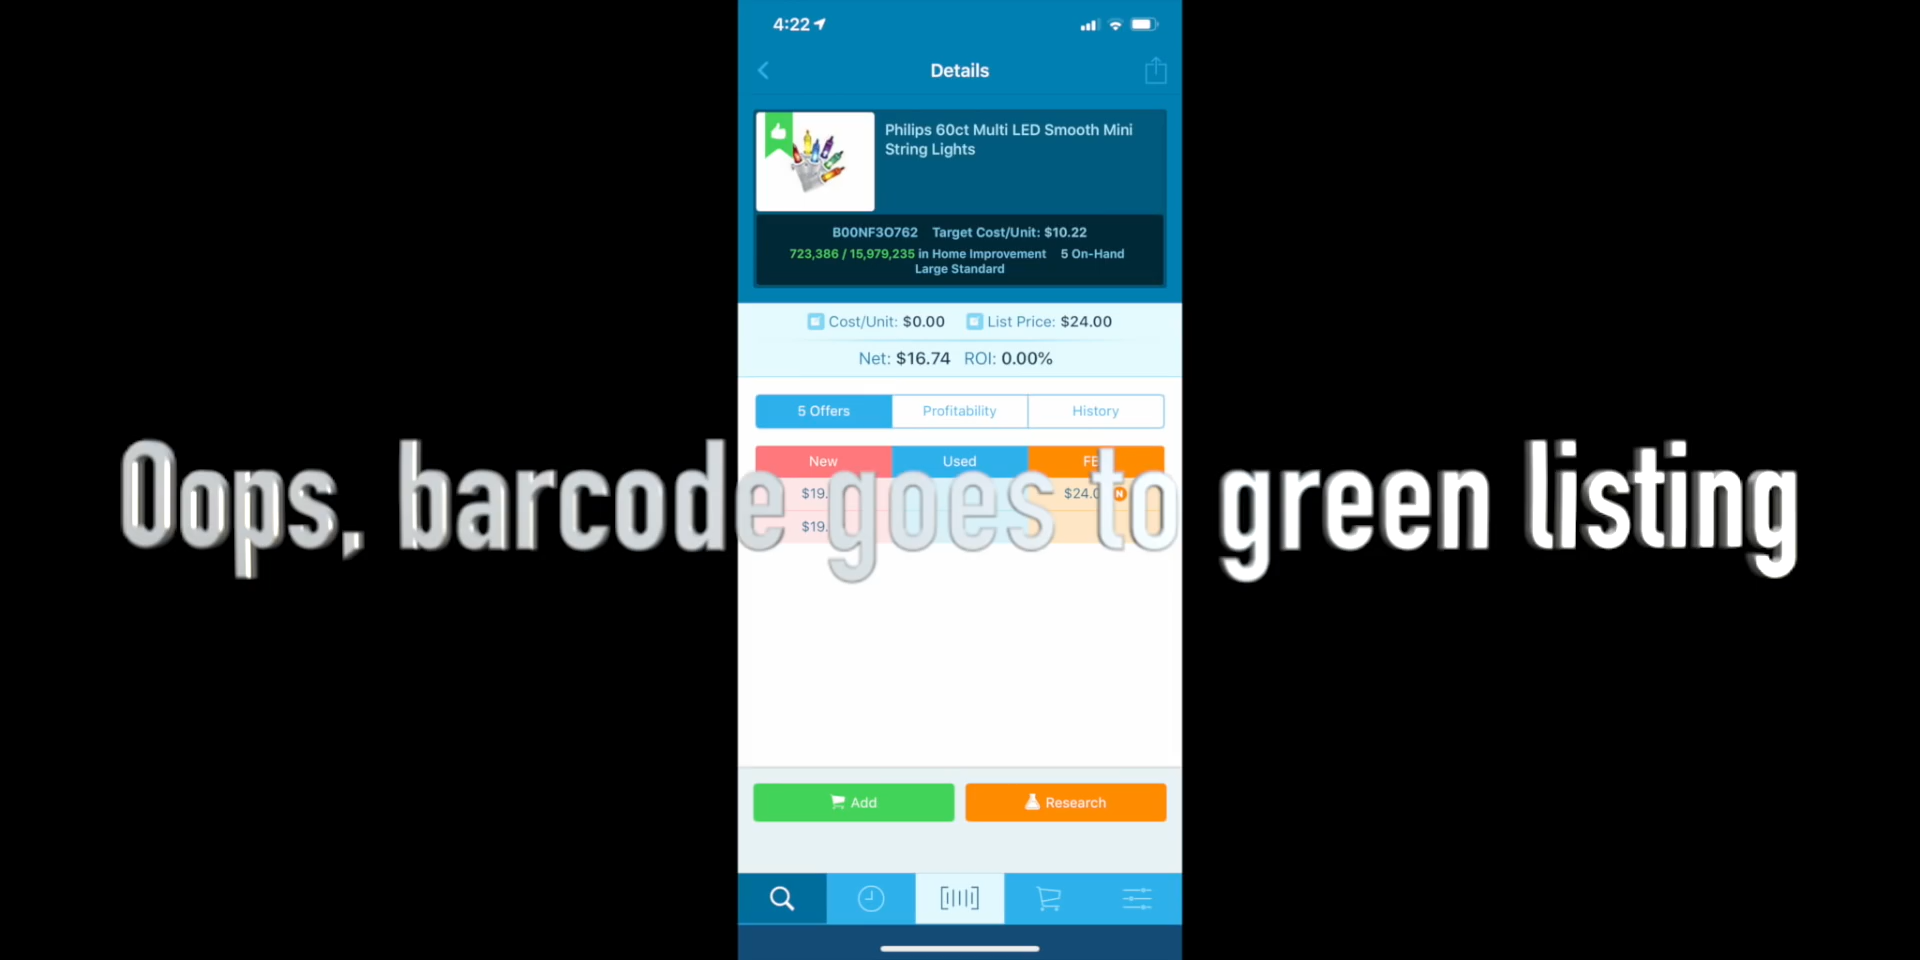 4:22
Details
Philips 60ct Multi LED Smooth Mini
String Lights
B00NF3O762 Target Cost/Unit: $10.22
723,386 / 15,979,235 in Home Improvement 5 On-Hand
Large Standard
Cost/Unit: $0.00 List Price: $24.00
Net: $16.74 ROI: 0.00%
5 Offers Profitability History
New Used
$19. $24.0 N
$19.
Oops, barcode goes to green listing
Add Research